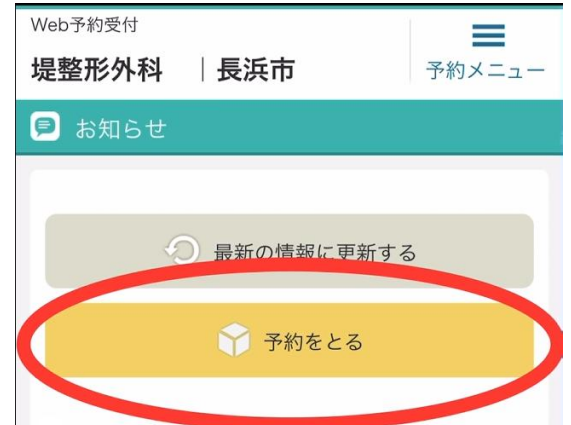 Web予約受付
堤整形外科 | 長浜市
予約メニュー
お知らせ
最新の情報に更新する
予約をとる